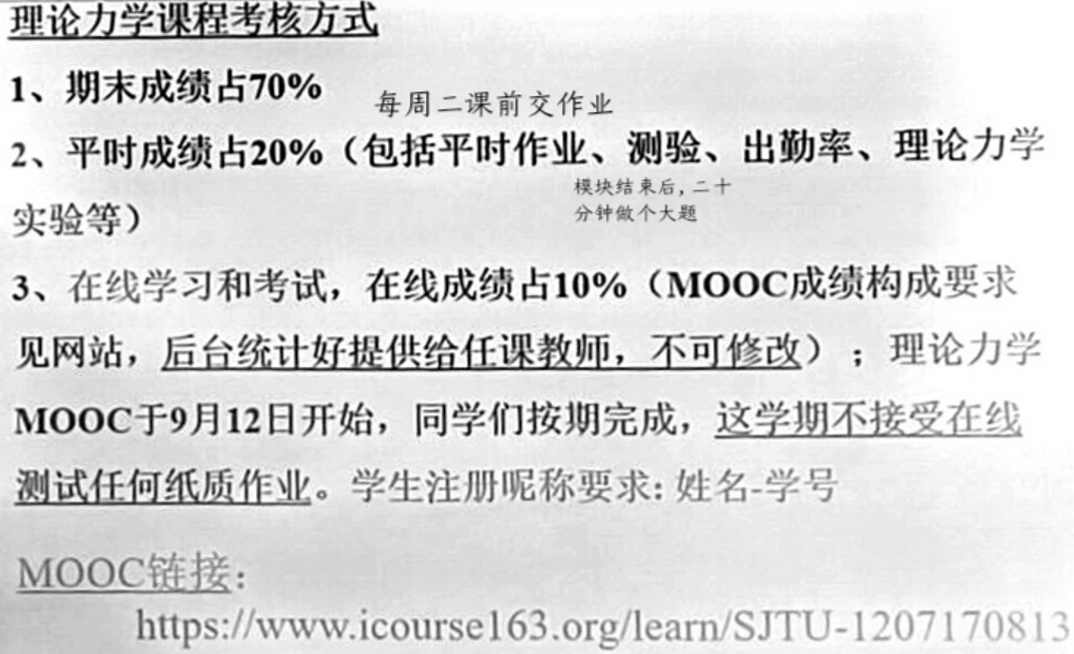 理论力学课程考核方式
1、期末成绩占70%
每周二课前交作业
2、平时成绩占20%（包括平时作业、测验、出勤率、理论力学
模块结束后，二十
分钟做个大题
实验等）
3、在线学习和考试，在线成绩占10%（MOOC成绩构成要求
见网站，后台统计好提供给任课教师，不可修改）；理论力学
MOOC于9月12日开始，同学们按期完成，这学期不接受在线
测试任何纸质作业。学生注册呢称要求: 姓名-学号
MOOC链接：
https://www.icourse163.org/learn/SJTU-1207170813